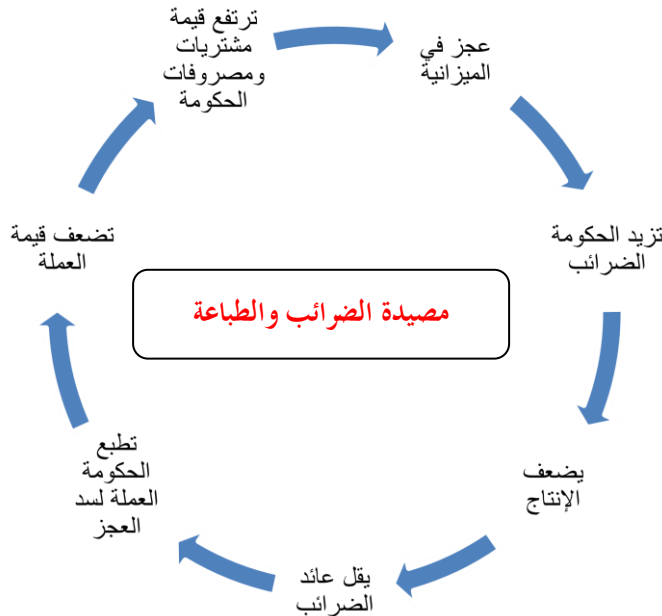 ترتفع قيمة
مشتريات
ومصروفات
الحكومة
عجز في
الميزانية
تزيد الحكومة
الضرائب
يضعف
الإنتاج
يقل عائد
الضرائب
تطبع
الحكومة
العملة لسد
العجز
تضعف قيمة
العملة
مصيدة الضرائب والطباعة